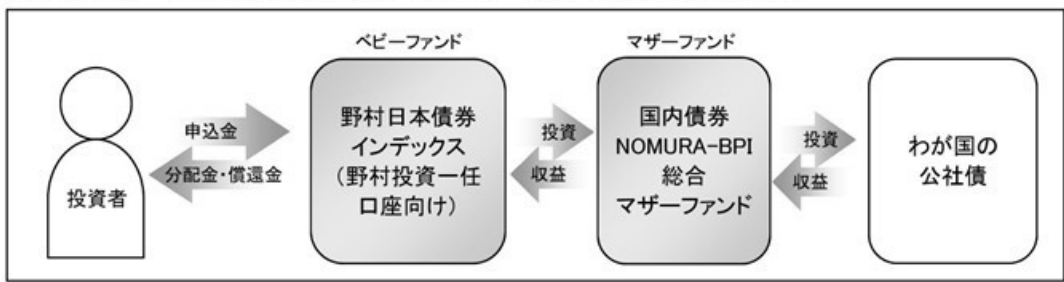 ベビーファンド
マザーファンド
投資者
申込金
分配金・償還金
野村日本債券
インデックス
(野村投資一任
口座向け)
投資
収益
国内債券
NOMURA-BPI
総合
マザーファンド
投資
収益
わが国の
公社債